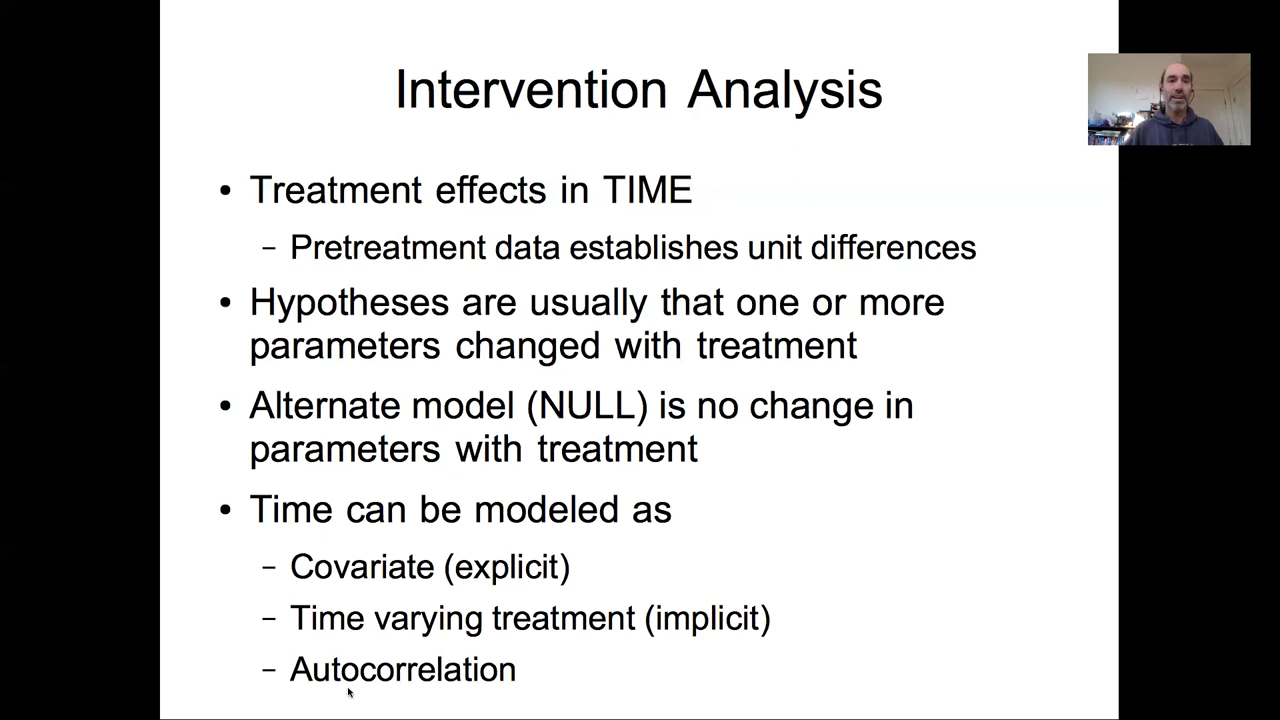 Intervention Analysis
• Treatment effects in TIME
– Pretreatment data establishes unit differences
• Hypotheses are usually that one or more
parameters changed with treatment
• Alternate model (NULL) is no change in
parameters with treatment
• Time can be modeled as
– Covariate (explicit)
– Time varying treatment (implicit)
– Autocorrelation